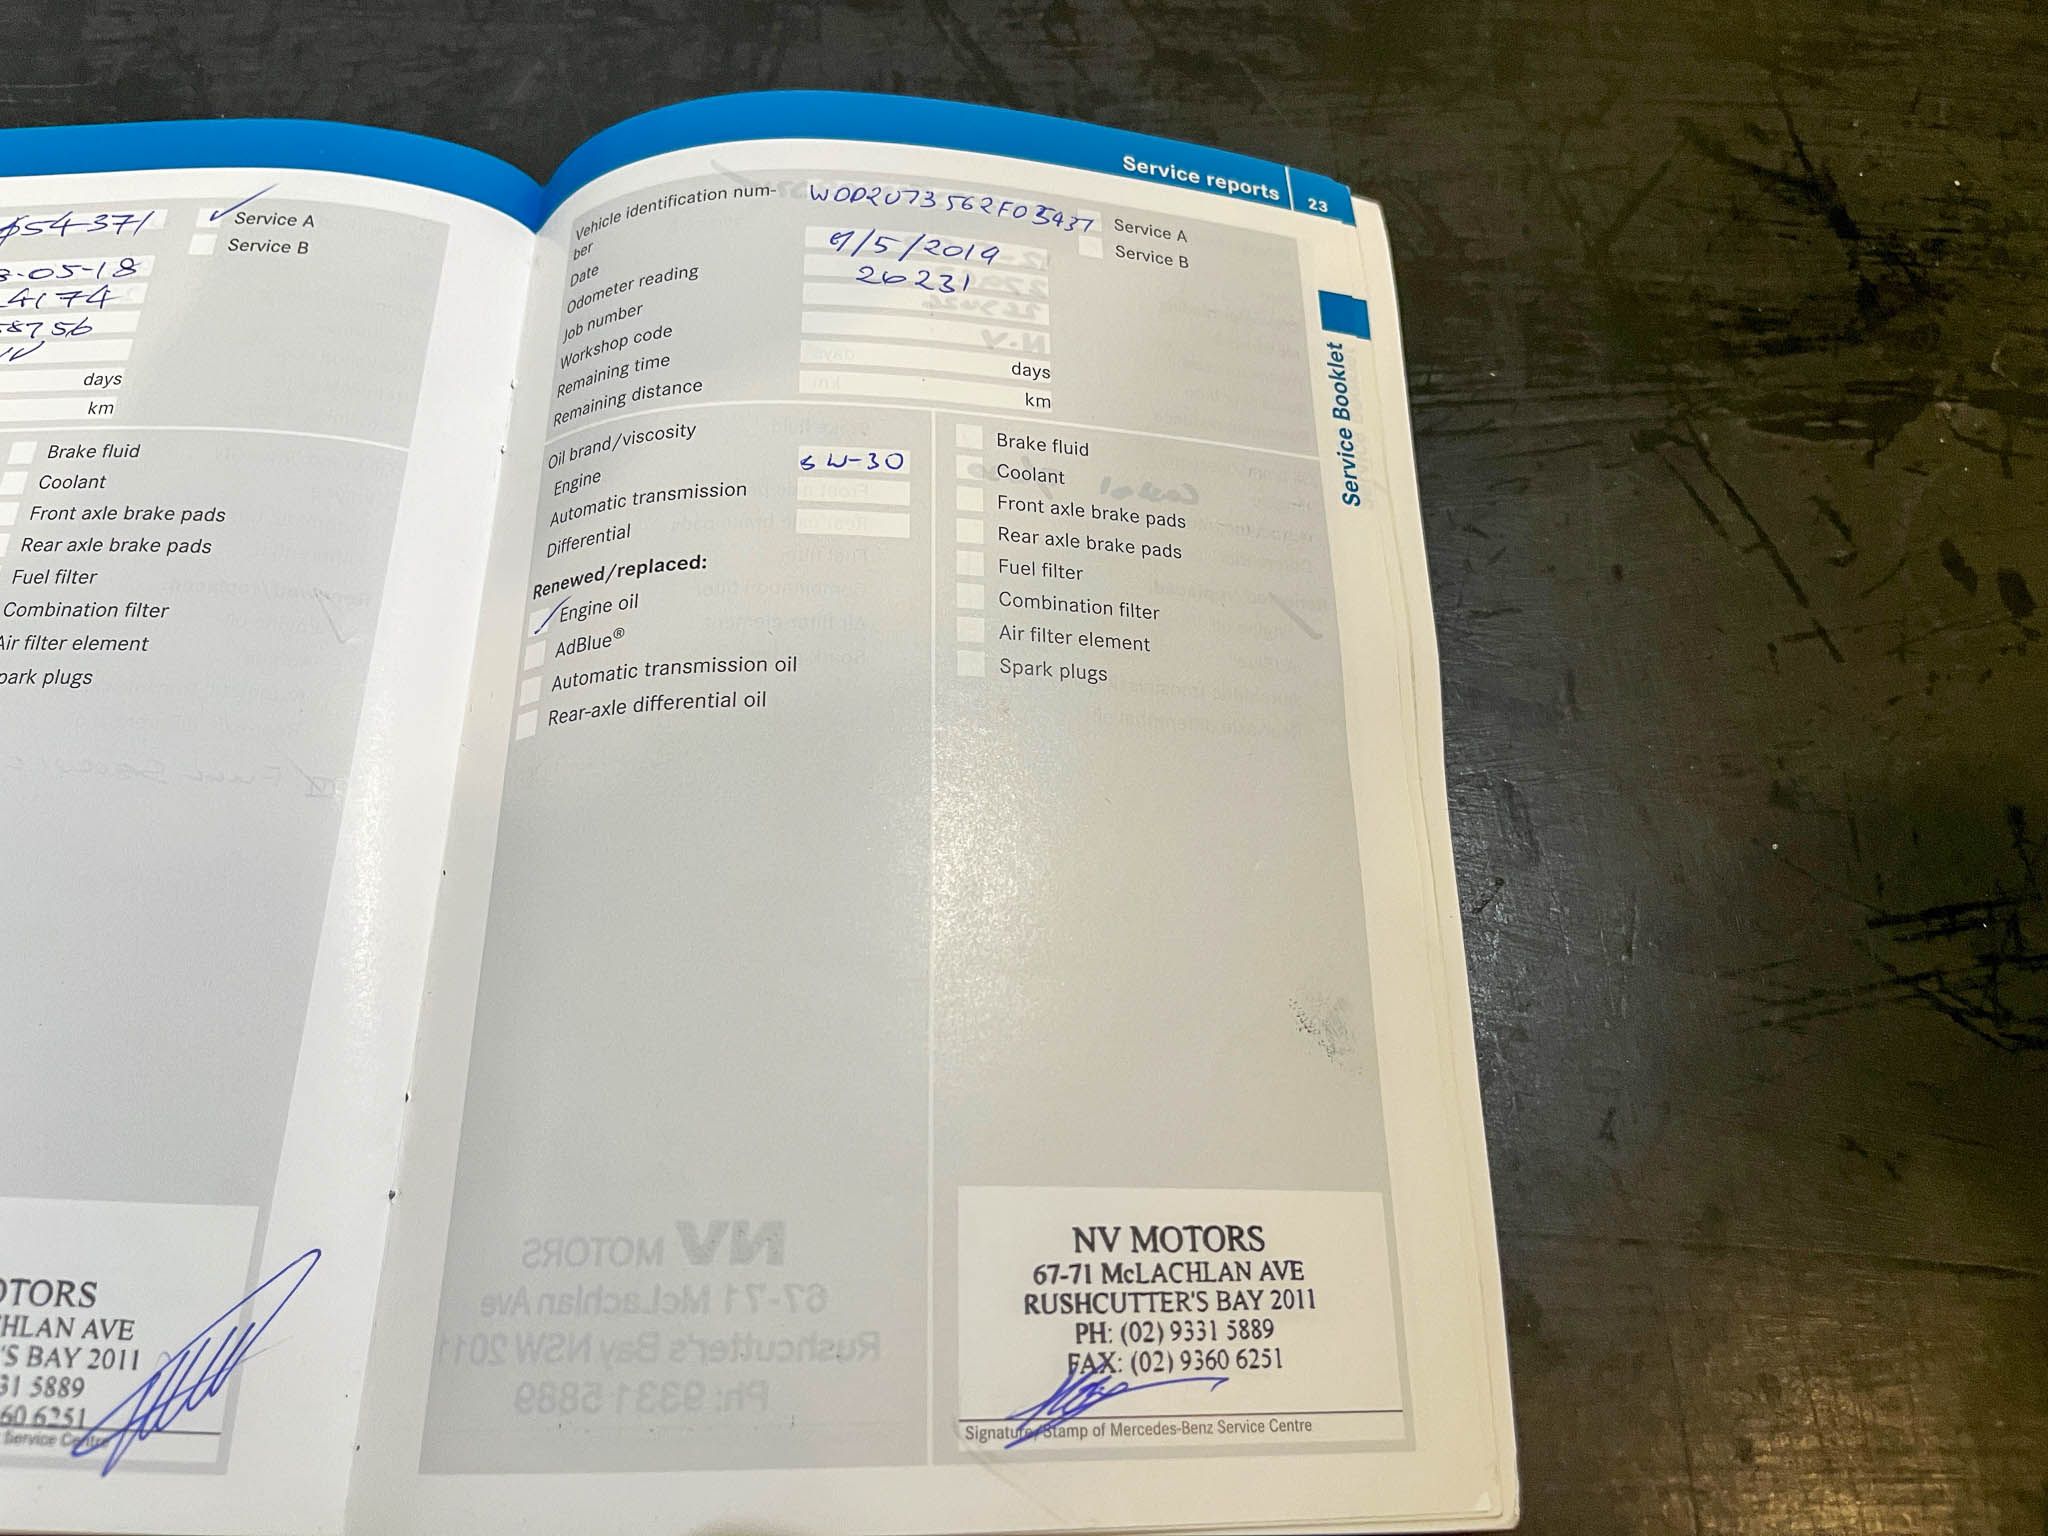 Service A
Service B
4174
days
km
Brake fluid
Coolant
Front axle brake pads
Rear axle brake pads
Fuel filter
Combination filter
Air filter element
park plugs
OTORS
HLAN AVE
'S BAY 2011
31 5889
60 6251
Service reports 23
Vehicle identification num-
ber
Service A
Service B
Date 9/5/2019
Odometer reading 26231
Job number
Workshop code
Remaining time days
Remaining distance km
Oil brand/viscosity
Engine 5W-30
Automatic transmission
Differential
Renewed/replaced:
Engine oil
AdBlue®
Automatic transmission oil
Rear-axle differential oil
Brake fluid
Coolant
Front axle brake pads
Rear axle brake pads
Fuel filter
Combination filter
Air filter element
Spark plugs
Service Booklet
NV MOTORS
67-71 McLACHLAN AVE
RUSHCUTTER'S BAY 2011
PH: (02) 9331 5889
FAX: (02) 9360 6251
Signature/Stamp of Mercedes-Benz Service Centre